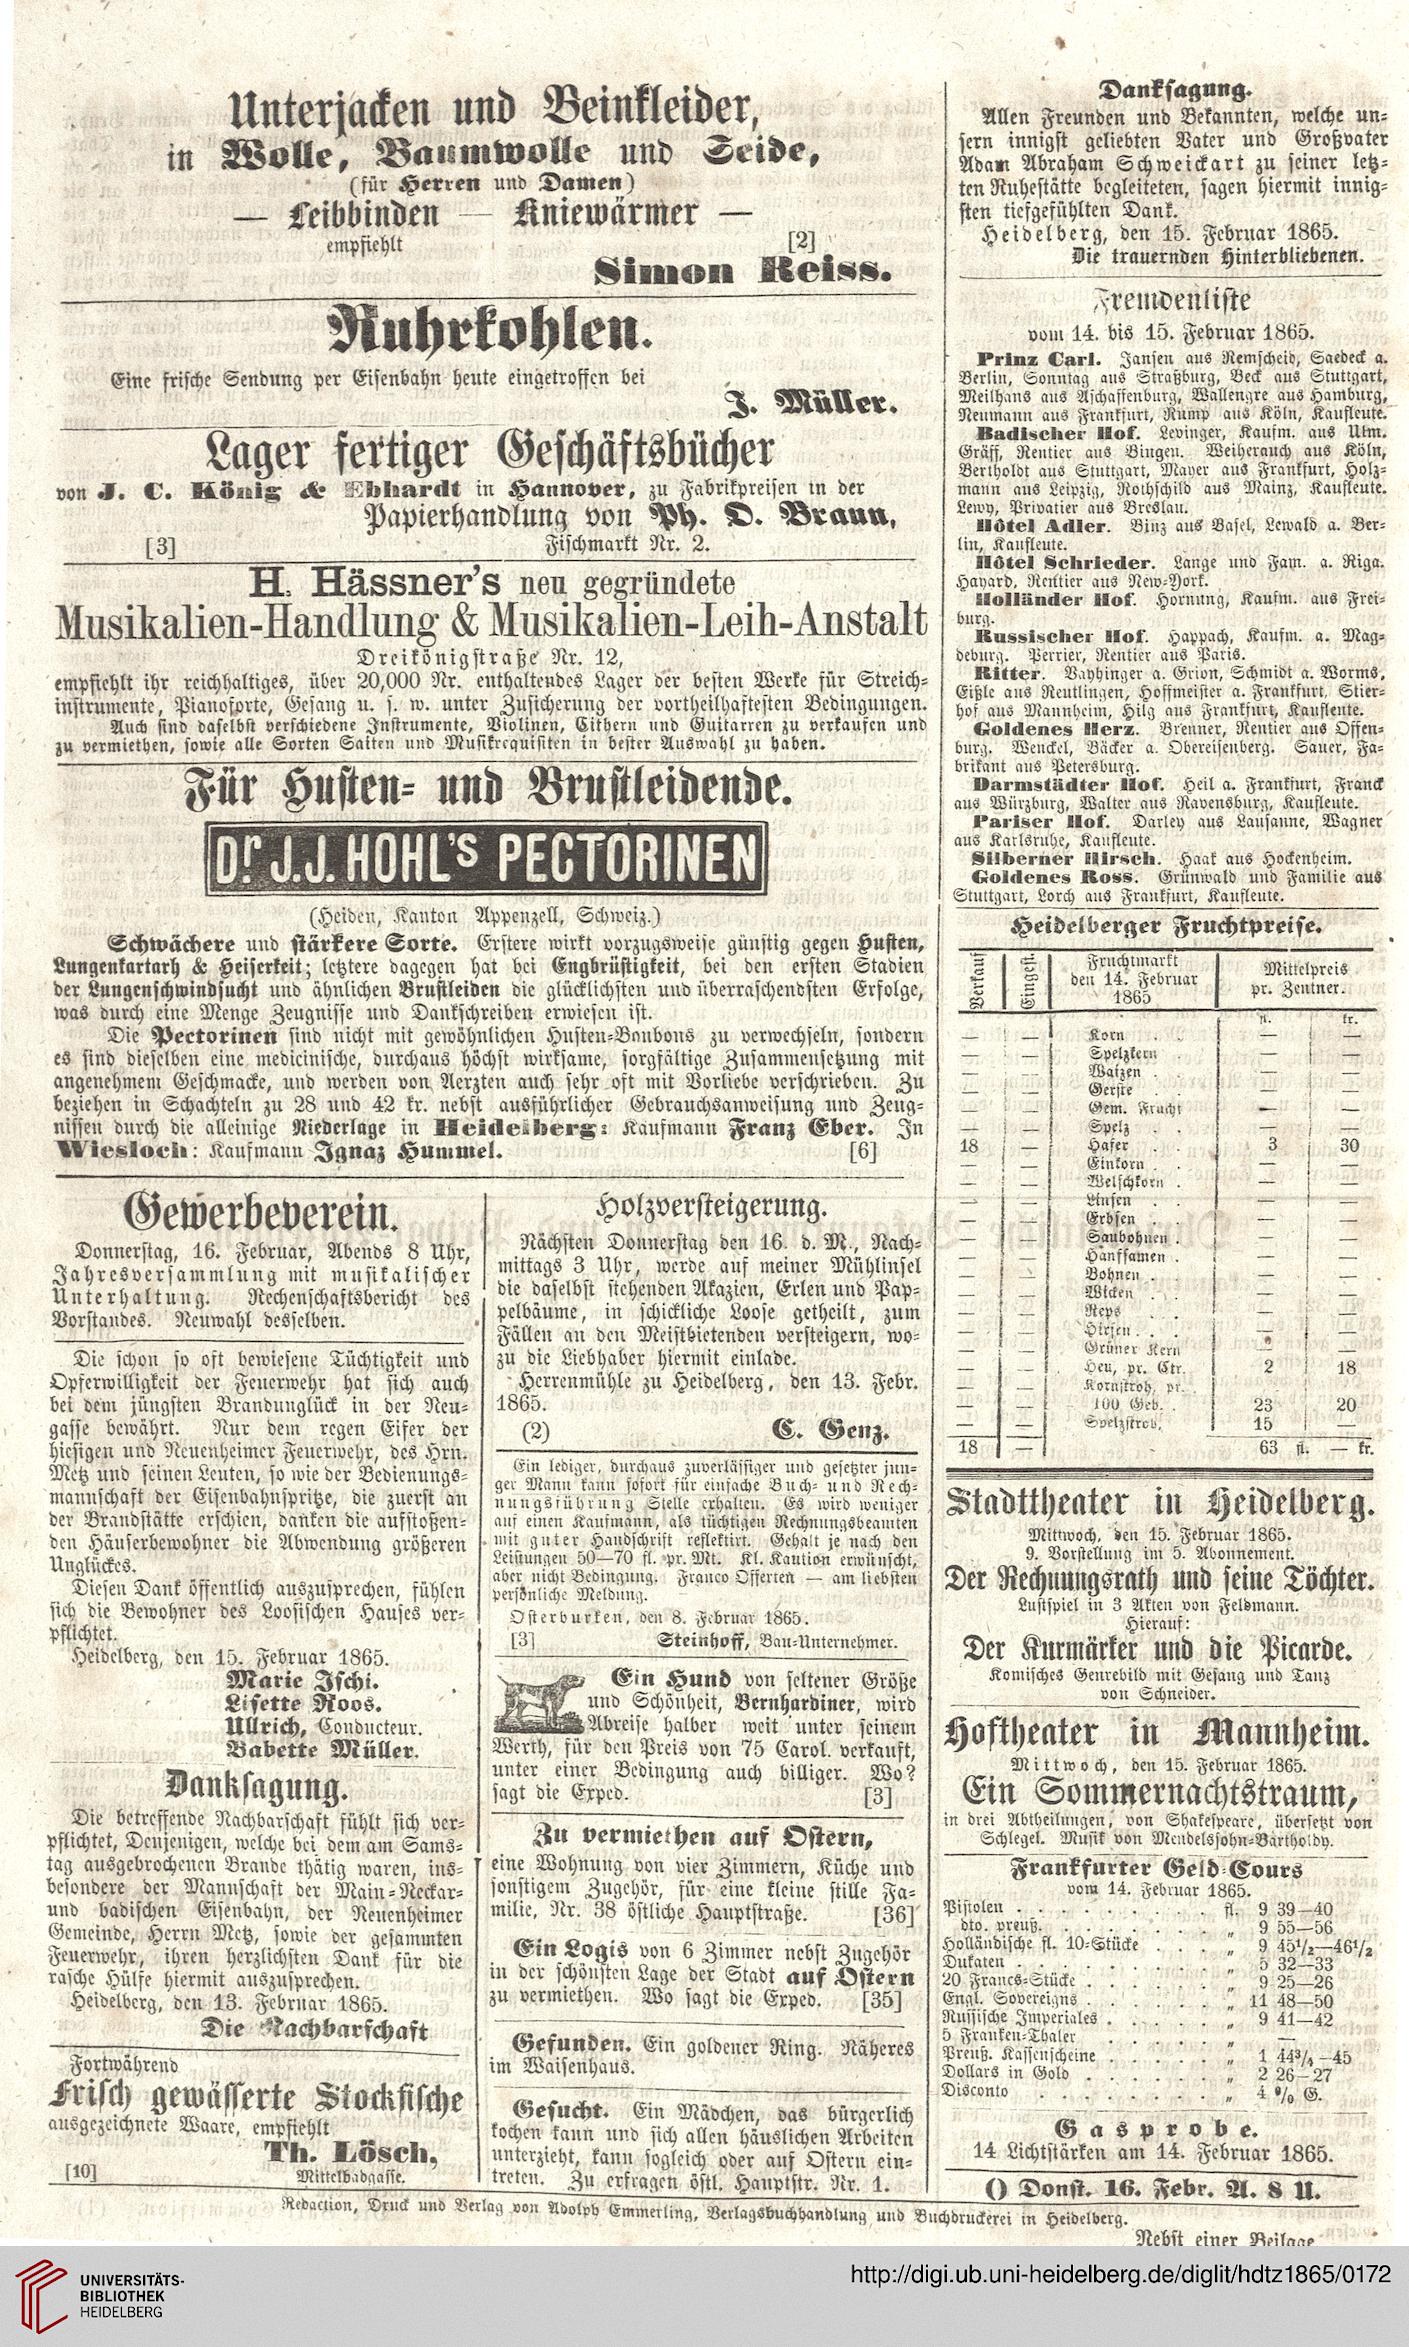 Unterjacken und Beinkleider,
in Wolle, Baumwolle und Seide,
(für Herren und Damen)
— Leibbinden — Kniewärmer —
empfiehlt [2]
Simon Reiss.
Ruhrkohlen.
Eine frische Sendung per Eisenbahn heute eingetroffen bei
J. Müller.
Lager fertiger Geschäftsbücher
von J. C. König & Ebhardt in Hannover, zu Fabrikpreisen in der
Papierhandlung von Ph. O. Braun,
[3] Fischmarkt Nr. 2.
H. Hässner's neu gegründete
Musikalien-Handlung & Musikalien-Leih-Anstalt
Dreikönigstraße Nr. 12,
empfiehlt ihr reichhaltiges, über 20,000 Nr. enthaltendes Lager der besten Werke für Streich-
instrumente, Pianoforte, Gesang u. s. w. unter Zusicherung der vortheilhaftesten Bedingungen.
Auch sind daselbst verschiedene Instrumente, Violinen, Cithern und Guitarren zu verkaufen und
zu vermiethen, sowie alle Sorten Saiten und Musikrequisiten in bester Auswahl zu haben.
Für Husten- und Brustleidende.
Dr. J. J. HOHL'S PECTORINEN
(Heiden, Kanton Appenzell, Schweiz.)
Schwächere und stärkere Sorte. Erstere wirkt vorzugsweise günstig gegen Husten,
Lungenkartarh & Heiserkeit; letztere dagegen hat bei Engbrüstigkeit, bei den ersten Stadien
der Lungenschwindsucht und ähnlichen Brustleiden die glücklichsten und überraschendsten Erfolge,
was durch eine Menge Zeugnisse und Dankschreiben erwiesen ist.
Die Pectorinen sind nicht mit gewöhnlichen Husten-Bonbons zu verwechseln, sondern
es sind dieselben eine medicinische, durchaus höchst wirksame, sorgfältige Zusammensetzung mit
angenehmem Geschmacke, und werden von Aerzten auch sehr oft mit Vorliebe verschrieben. Zu
beziehen in Schachteln zu 28 und 42 kr. nebst ausführlicher Gebrauchsanweisung und Zeug-
nissen durch die alleinige Niederlage in Heidelberg: Kaufmann Franz Eber. In
Wiesloch: Kaufmann Ignaz Hummel. [6]
Gewerbeverein.
Donnerstag, 16. Februar, Abends 8 Uhr,
Jahresversammlung mit musikalischer
Unterhaltung. Rechenschaftsbericht des
Vorstandes. Neuwahl desselben.
Die schon so oft bewiesene Tüchtigkeit und
Opferwilligkeit der Feuerwehr hat sich auch
bei dem jüngsten Brandunglück in der Neu-
gasse bewährt. Nur dem regen Eifer der
hiesigen und Neuenheimer Feuerwehr, des Hrn.
Metz und seinen Leuten, so wie der Bedienungs-
mannschaft der Eisenbahnspritze, die zuerst an
der Brandstätte erschien, danken die aufstoßen-
den Häuserbewohner die Abwendung größeren
Unglückes.
Diesen Dank öffentlich auszusprechen, fühlen
sich die Bewohner des Loosischen Hauses ver-
pflichtet.
Heidelberg, den 15. Februar 1865.
Marie Ischi.
Lisette Roos.
Ullrich, Conducteur.
Babette Müller.
Danksagung.
Die betreffende Nachbarschaft fühlt sich ver-
pflichtet, Denjenigen, welche bei dem am Sams-
tag ausgebrochenen Brande thätig waren, ins-
besondere der Mannschaft der Main-Neckar-
und badischen Eisenbahn, der Neuenheimer
Gemeinde, Herrn Metz, sowie der gesammten
Feuerwehr, ihren herzlichsten Dank für die
rasche Hülfe hiermit auszusprechen.
Heidelberg, den 13. Februar 1865.
Die Nachbarschaft
Fortwährend
Frisch gewässerte Stockfische
ausgezeichnete Waare, empfiehlt
Th. Lösch,
[10] Mittelbadgasse.
Holzversteigerung.
Nächsten Donnerstag den 16. d. M., Nach-
mittags 3 Uhr, werde auf meiner Mühlinsel
die daselbst stehenden Akazien, Erlen und Pap-
pelbäume, in schickliche Loose getheilt, zum
Fällen an den Meistbietenden versteigern, wo-
zu die Liebhaber hiermit einlade.
Herrenmühle zu Heidelberg, den 13. Febr.
1865.
(2) C. Genz.
Ein lediger, durchaus zuverlässiger und gesetzter jun-
ger Mann kann sofort für einfache Buch- und Rech-
nungsführung Stelle erhalten. Es wird weniger
auf einen Kaufmann, als tüchtigen Rechnungsbeamten
mit guter Handschrift reflektirt. Gehalt je nach den
Leistungen 50—70 fl. pr. Mt. Kl. Kaution erwünscht,
aber nicht Bedingung. Franco Offerten — am liebsten
persönliche Meldung.
Osterburken, den 8. Februar 1865.
[3] Steinhoff, Bau-Unternehmer.
Ein Hund von seltener Größe
und Schönheit, Bernhardiner, wird
Abreise halber weit unter seinem
Werth, für den Preis von 75 Carol. verkauft,
unter einer Bedingung auch billiger. Wo?
sagt die Exped. [3]
Zu vermiethen auf Ostern,
eine Wohnung von vier Zimmern, Küche und
sonstigem Zugehör, für eine kleine stille Fa-
milie, Nr. 38 östliche Hauptstraße. [36]
Ein Logis von 6 Zimmer nebst Zugehör
in der schönsten Lage der Stadt auf Ostern
zu vermiethen. Wo sagt die Exped. [35]
Gefunden. Ein goldener Ring. Näheres
im Waisenhaus.
Gesucht. Ein Mädchen, das bürgerlich
kochen kann und sich allen häuslichen Arbeiten
unterzieht, kann sogleich oder auf Ostern ein-
treten. Zu erfragen östl. Hauptstr. Nr. 1.
Danksagung.
Allen Freunden und Bekannten, welche un-
sern innigst geliebten Vater und Großvater
Adam Abraham Schweickart zu seiner letz-
ten Ruhestätte begleiteten, sagen hiermit innig-
sten tiefgefühlten Dank.
Heidelberg, den 15. Februar 1865.
Die trauernden Hinterbliebenen.
Fremdenliste
vom 14. bis 15. Februar 1865.
Prinz Carl. Jansen aus Remscheid, Saedeck a.
Berlin, Sonntag aus Straßburg, Beck aus Stuttgart,
Meilhans aus Aschaffenburg, Wallengre aus Hamburg,
Neumann aus Frankfurt, Rump aus Köln, Kaufleute.
Badischer Hof. Levinger, Kaufm. aus Ulm.
Gräff, Rentier aus Bingen. Weiherauch aus Köln,
Bertholdt aus Stuttgart, Mayer aus Frankfurt, Holz-
mann aus Leipzig, Rothschild aus Mainz, Kaufleute.
Lewy, Privatier aus Breslau.
Hôtel Adler. Binz aus Basel, Lewald a. Ber-
lin, Kaufleute.
Hôtel Schrieder. Lange und Fam. a. Riga.
Hayard, Rentier aus New-York.
Holländer Hof. Hornung, Kaufm. aus Frei-
burg.
Russischer Hof. Happach, Kaufm. a. Mag-
deburg. Perrier, Rentier aus Paris.
Ritter. Vayhinger a. Grion, Schmidt a. Worms,
Eißle aus Reutlingen, Hoffmeister a. Frankfurt, Stier-
hof aus Mannheim, Hilg aus Frankfurt, Kaufleute.
Goldenes Herz. Brenner, Rentier aus Offen-
burg. Wenckel, Bäcker a. Obereisenberg. Sauer, Fa-
brikant aus Petersburg.
Darmstädter Hof. Heil a. Frankfurt, Franck
aus Würzburg, Walter aus Ravensburg, Kaufleute.
Pariser Hof. Darley aus Lausanne, Wagner
aus Karlsruhe, Kaufleute.
Silberner Hirsch. Haak aus Hockenheim.
Goldenes Ross. Grünwald und Familie aus
Stuttgart, Lorch aus Frankfurt, Kaufleute.
Heidelberger Fruchtpreise.
Verkauf Eingest. Fruchtmarkt den 14. Februar 1865 Mittelpreis pr. Zentner.
fl. kr.
— — Korn . . — —
— — Spelzkern — —
— — Waizen . — —
— — Gerste . — —
— — Gem. Frucht — —
— — Spelz . . — —
18 — Hafer . . 3 30
— — Einkorn . . — —
— — Welschkorn . — —
— — Linsen . . — —
— — Erbsen . . — —
— — Saubohnen . — —
— — Hanfsamen . — —
— — Bohnen . . — —
— — Wicken . . — —
— — Reps . . — —
— — Hirsen . . . — —
— — Grüner Kern — —
— — Heu, pr. Ctr. 2 18
— — Kornstroh, pr.
— — 100 Geb. . 23 20
— — Spelzstroh, 15 —
18 — 63 fl. — kr.
Stadttheater in Heidelberg.
Mittwoch, den 15. Februar 1865.
9. Vorstellung im 5. Abonnement.
Der Rechnungsrath und seine Töchter.
Lustspiel in 3 Akten von Feldmann.
Hierauf:
Der Kurmärker und die Picarde.
Komisches Genrebild mit Gesang und Tanz
von Schneider.
Hoftheater in Mannheim.
Mittwoch, den 15. Februar 1865.
Ein Sommernachtstraum,
in drei Abtheilungen, von Shakespeare, übersetzt von
Schlegel. Musik von Mendelsjohn-Bartholdy.
Frankfurter Geld-Cours
vom 14. Februar 1865.
Pistolen . . . . . . . . fl. 9 39—40
dto. preuß. . . . . . . „ 9 55—56
Holländische fl. 10-Stücke . . . „ 9 45½—46½
Dukaten . . . . . . . . „ 5 32—33
20 Francs-Stücke . . . . . „ 9 25—26
Engl. Sovereigns . . . . . „ 11 48—50
Russische Imperiales . . . . . „ 9 41—42
5 Franken-Thaler . . . . . „ —
Preuß. Kassenscheine . . . . . „ 1 44¾—45
Dollars in Gold . . . . . . „ 2 26—27
Disconto . . . . . . . . „ 4 % G.
Gasprobe.
14 Lichtstärken am 14. Februar 1865.
() Donst. 16. Febr. A. 8 U.
Redaction, Druck und Verlag von Adolph Emmerling, Verlagsbuchhandlung und Buchdruckerei in Heidelberg.
Nebst einer Beilage
UNIVERSITÄTS-
BIBLIOTHEK
HEIDELBERG
http://digi.ub.uni-heidelberg.de/diglit/hdtz1865/0172